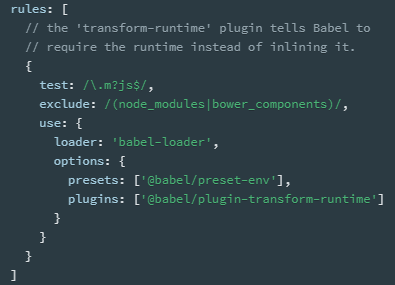 rules: [
  // the 'transform-runtime' plugin tells Babel to
  // require the runtime instead of inlining it.
  {
    test: /\.m?js$/,
    exclude: /(node_modules|bower_components)/,
    use: {
      loader: 'babel-loader',
      options: {
        presets: ['@babel/preset-env'],
        plugins: ['@babel/plugin-transform-runtime']
      }
    }
  }
]